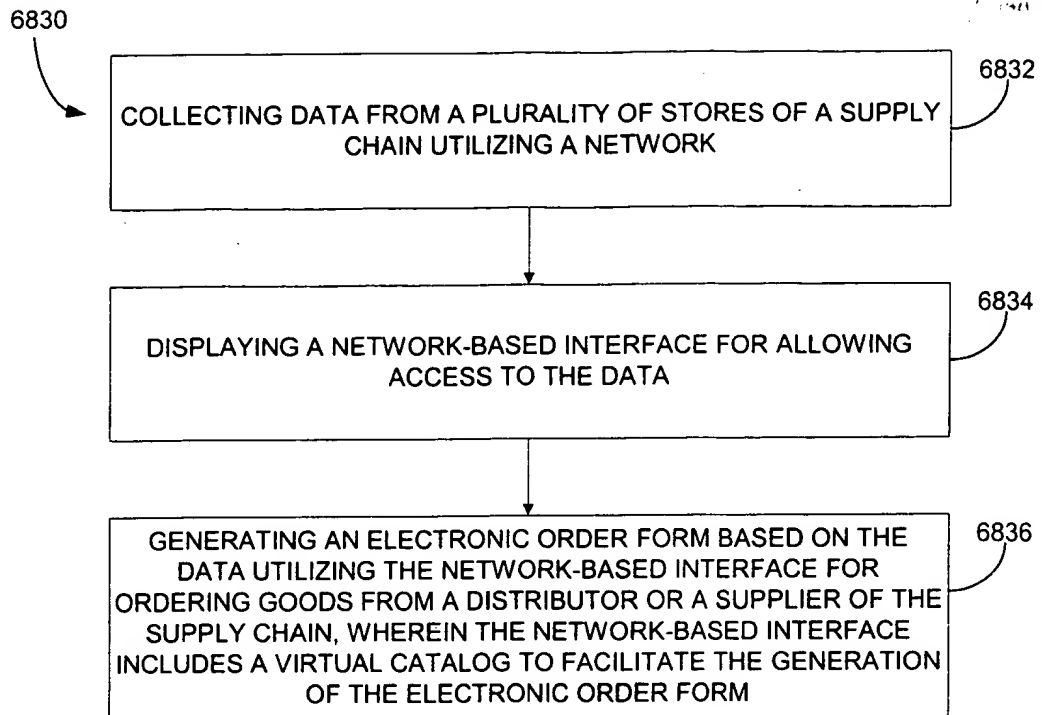 6830
6832
COLLECTING DATA FROM A PLURALITY OF STORES OF A SUPPLY
CHAIN UTILIZING A NETWORK
6834
DISPLAYING A NETWORK-BASED INTERFACE FOR ALLOWING
ACCESS TO THE DATA
6836
GENERATING AN ELECTRONIC ORDER FORM BASED ON THE
DATA UTILIZING THE NETWORK-BASED INTERFACE FOR
ORDERING GOODS FROM A DISTRIBUTOR OR A SUPPLIER OF THE
SUPPLY CHAIN, WHEREIN THE NETWORK-BASED INTERFACE
INCLUDES A VIRTUAL CATALOG TO FACILITATE THE GENERATION
OF THE ELECTRONIC ORDER FORM